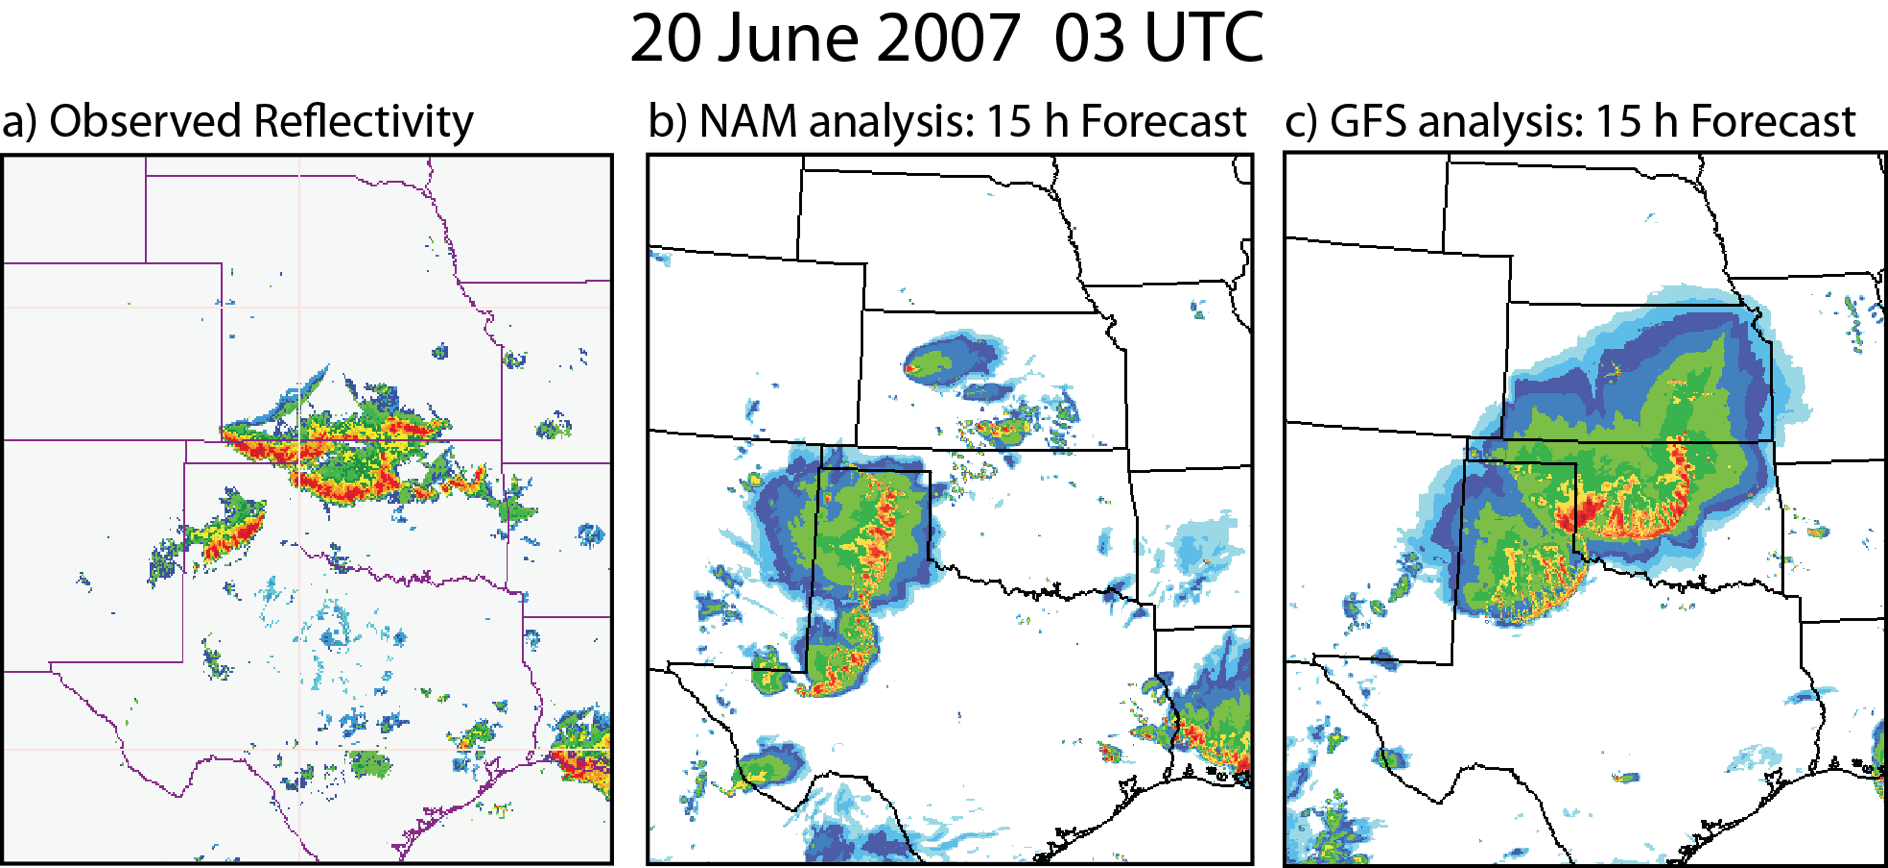 20 June 2007 03 UTC
a) Observed Reflectivity
b) NAM analysis: 15 h Forecast
c) GFS analysis: 15 h Forecast